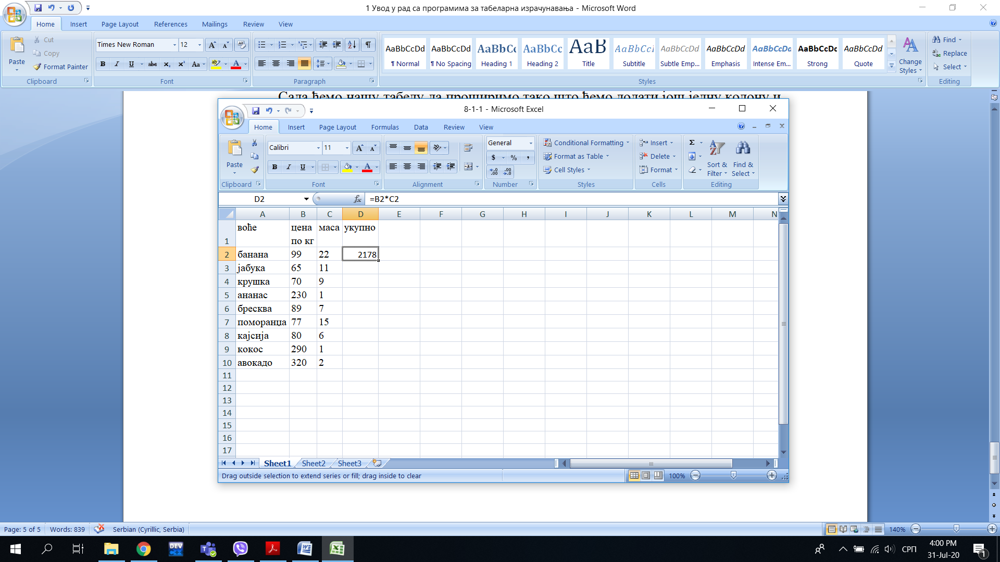 1 Увод у рад са програмима за табеларна израчунавања - Microsoft Word
Home Insert Page Layout References Mailings Review View
Paste
Cut
Copy
Format Painter
Clipboard
Times New Roman 12
Font
Paragraph
AaBbCcDd AaBbCcDd AaBbCc AaBbCc AaB AaBbCcl AaBbCcDd AaBbCcDd AaBbCcDd AaBbCcDc AaBbCcDd
¶ Normal ¶ No Spacing Heading 1 Heading 2 Title Subtitle Subtle Emp... Emphasis Intense Em... Strong Quote
Change Styles
Styles
Find
Replace
Select
Editing
Сада ћемо нашу табелу да проширимо тако што ћемо додати још једну колону и
8-1-1 - Microsoft Excel
Home Insert Page Layout Formulas Data Review View
Paste
Clipboard
Calibri 11
Font
Alignment
General
Number
Conditional Formatting
Format as Table
Cell Styles
Styles
Insert
Delete
Format
Cells
Sort & Filter
Find & Select
Editing
D2 fx =B2*C2
A B C D E F G H I J K L M N
1 воће цена по кг маса укупно
2 банана 99 22 2178
3 јабука 65 11
4 крушка 70 9
5 ананас 230 1
6 бресква 89 7
7 поморанџа 77 15
8 кајсија 80 6
9 кокос 290 1
10 авокадо 320 2
11
12
13
14
15
16
17
Sheet1 Sheet2 Sheet3
Drag outside selection to extend series or fill; drag inside to clear 100%
Page: 5 of 5 Words: 839 Serbian (Cyrillic, Serbia) 140%
DEV
СРП
4:00 PM
31-Jul-20
1